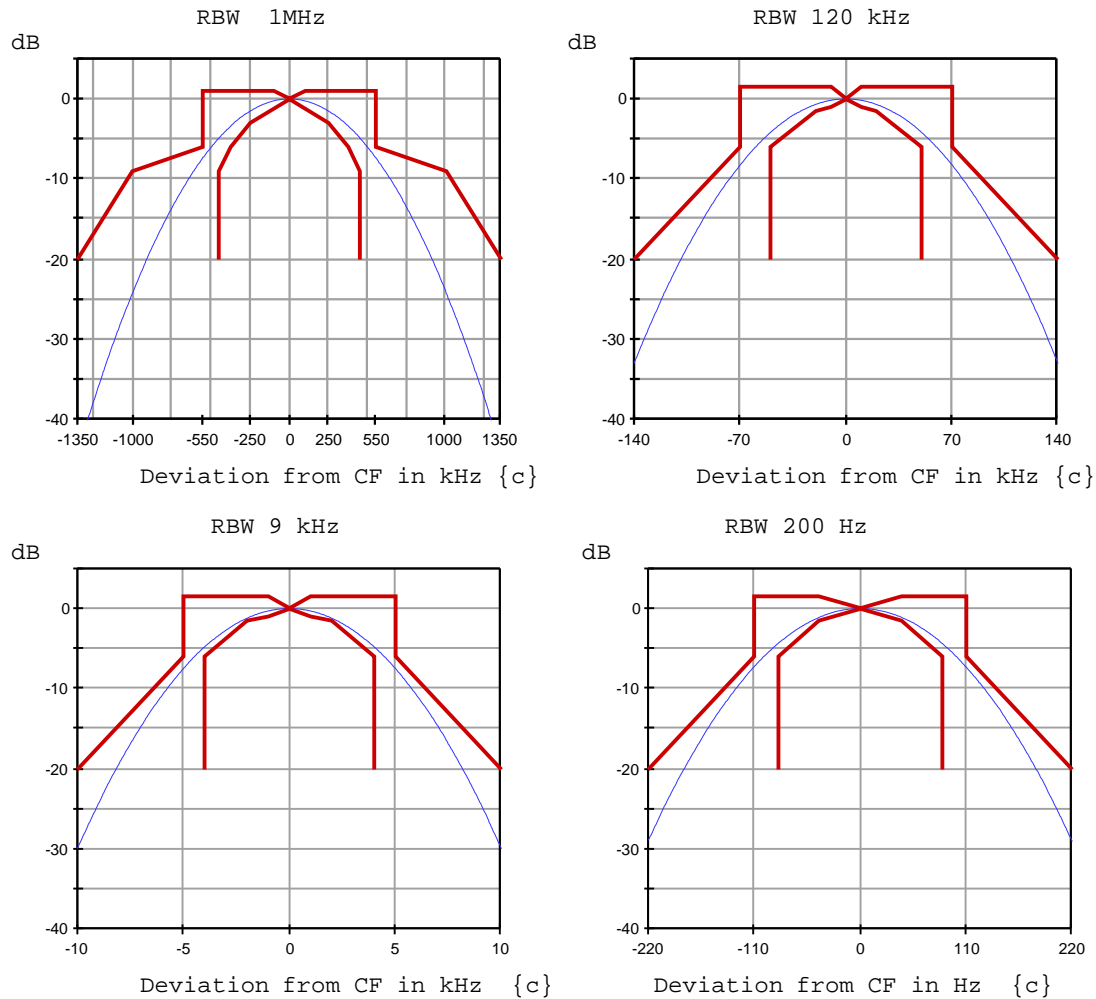 RBW 1MHz
dB
0
-10
-20
-30
-40
-1350 -1000 -550 -250 0 250 550 1000 1350
Deviation from CF in kHz {c}
RBW 120 kHz
dB
0
-10
-20
-30
-40
-140 -70 0 70 140
Deviation from CF in kHz {c}
RBW 9 kHz
dB
0
-10
-20
-30
-40
-10 -5 0 5 10
Deviation from CF in kHz {c}
RBW 200 Hz
dB
0
-10
-20
-30
-40
-220 -110 0 110 220
Deviation from CF in Hz {c}